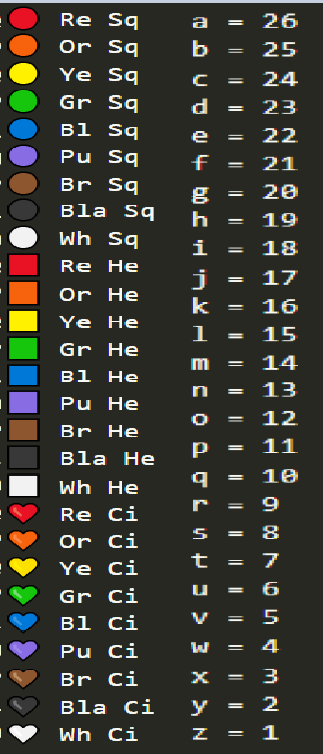 Re Sq
Or Sq
Ye Sq
Gr Sq
Bl Sq
Pu Sq
Br Sq
Bla Sq
Wh Sq
Re He
Or He
Ye He
Gr He
Bl He
Pu He
Br He
Bla He
Wh He
Re Ci
Or Ci
Ye Ci
Gr Ci
Bl Ci
Pu Ci
Br Ci
Bla Ci
Wh Ci
a = 26
b = 25
c = 24
d = 23
e = 22
f = 21
g = 20
h = 19
i = 18
j = 17
k = 16
l = 15
m = 14
n = 13
o = 12
p = 11
q = 10
r = 9
s = 8
t = 7
u = 6
v = 5
w = 4
x = 3
y = 2
z = 1